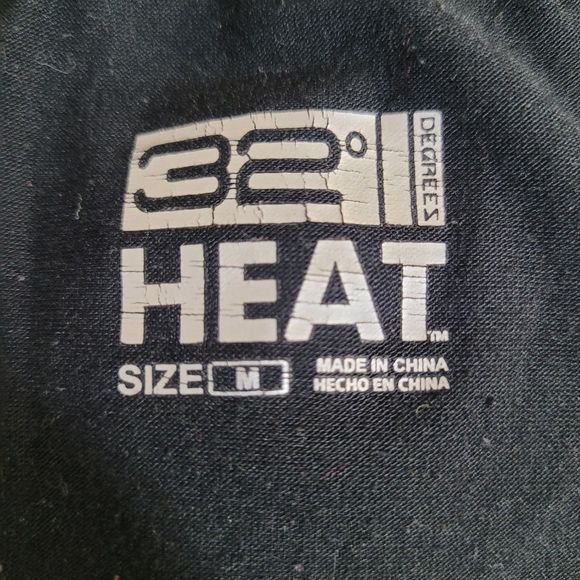 32°
DEGREES
HEAT™
SIZE M
MADE IN CHINA
HECHO EN CHINA